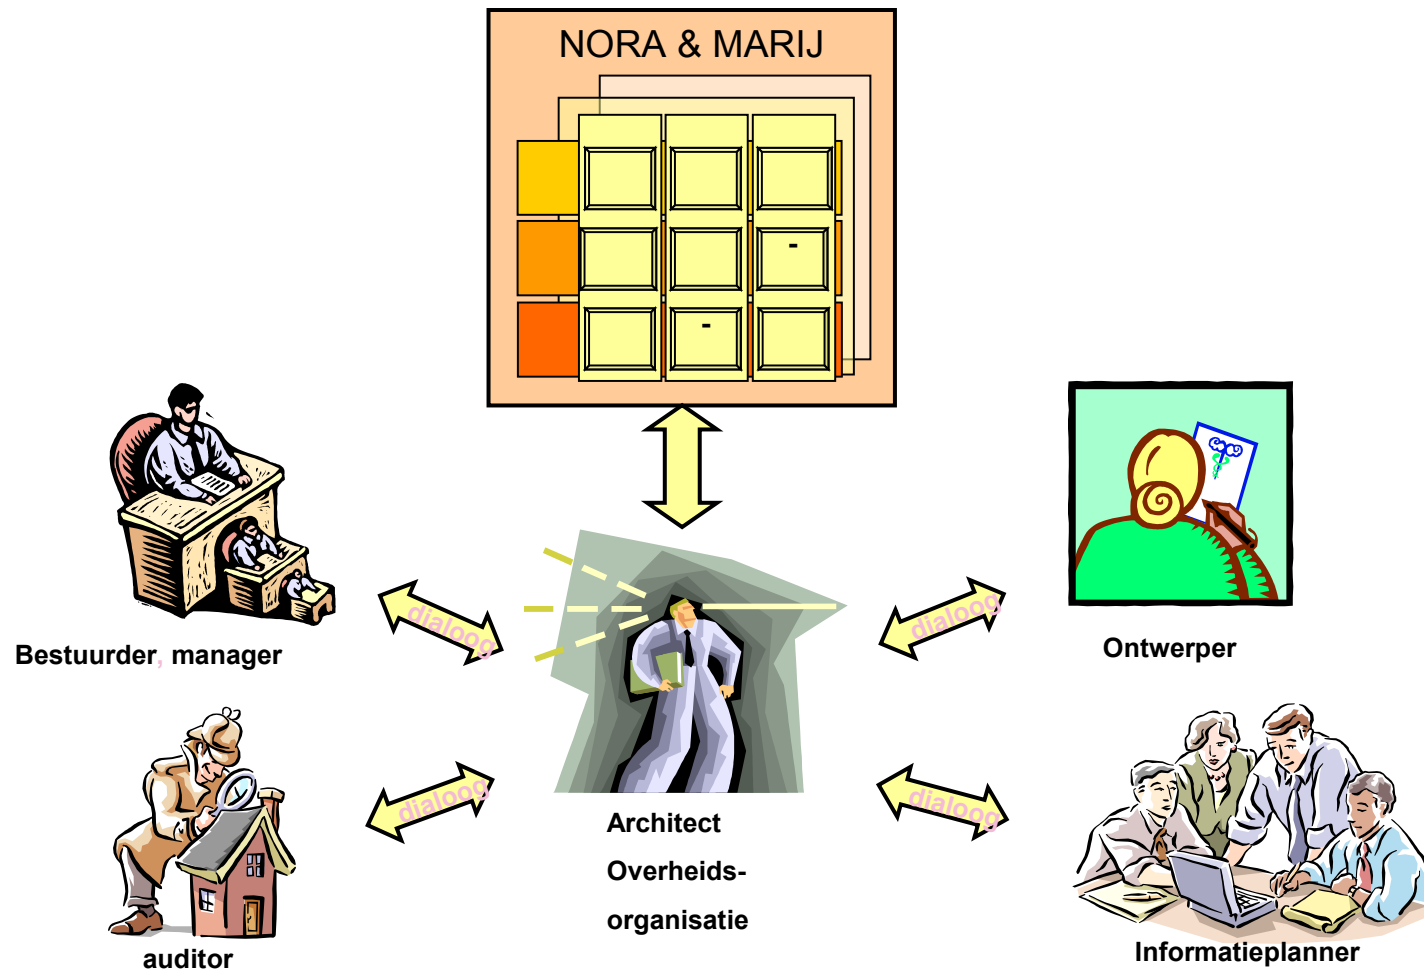 NORA & MARIJ
-
-
dialoog
dialoog
Bestuurder, manager
Ontwerper
dialoog
dialoog
Architect
Overheids-
organisatie
auditor
Informatieplanner